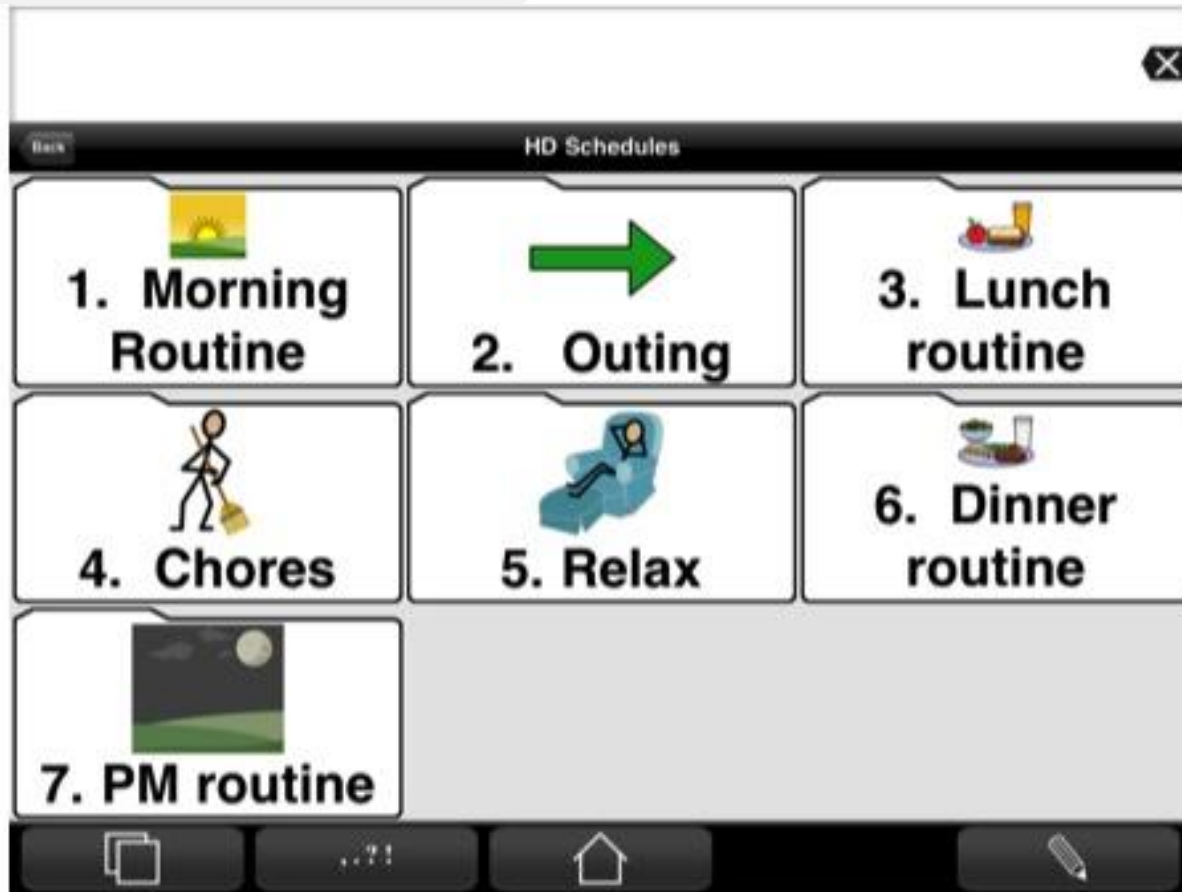 Back
HD Schedules
1. Morning
Routine
2. Outing
3. Lunch
routine
4. Chores
5. Relax
6. Dinner
routine
7. PM routine
,.?!